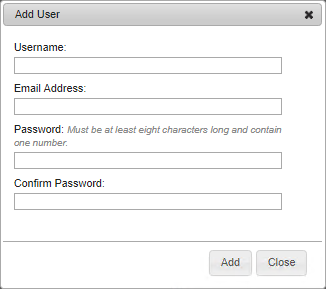 Add User
Username:
Email Address:
Password: Must be at least eight characters long and contain
one number.
Confirm Password:
Add Close